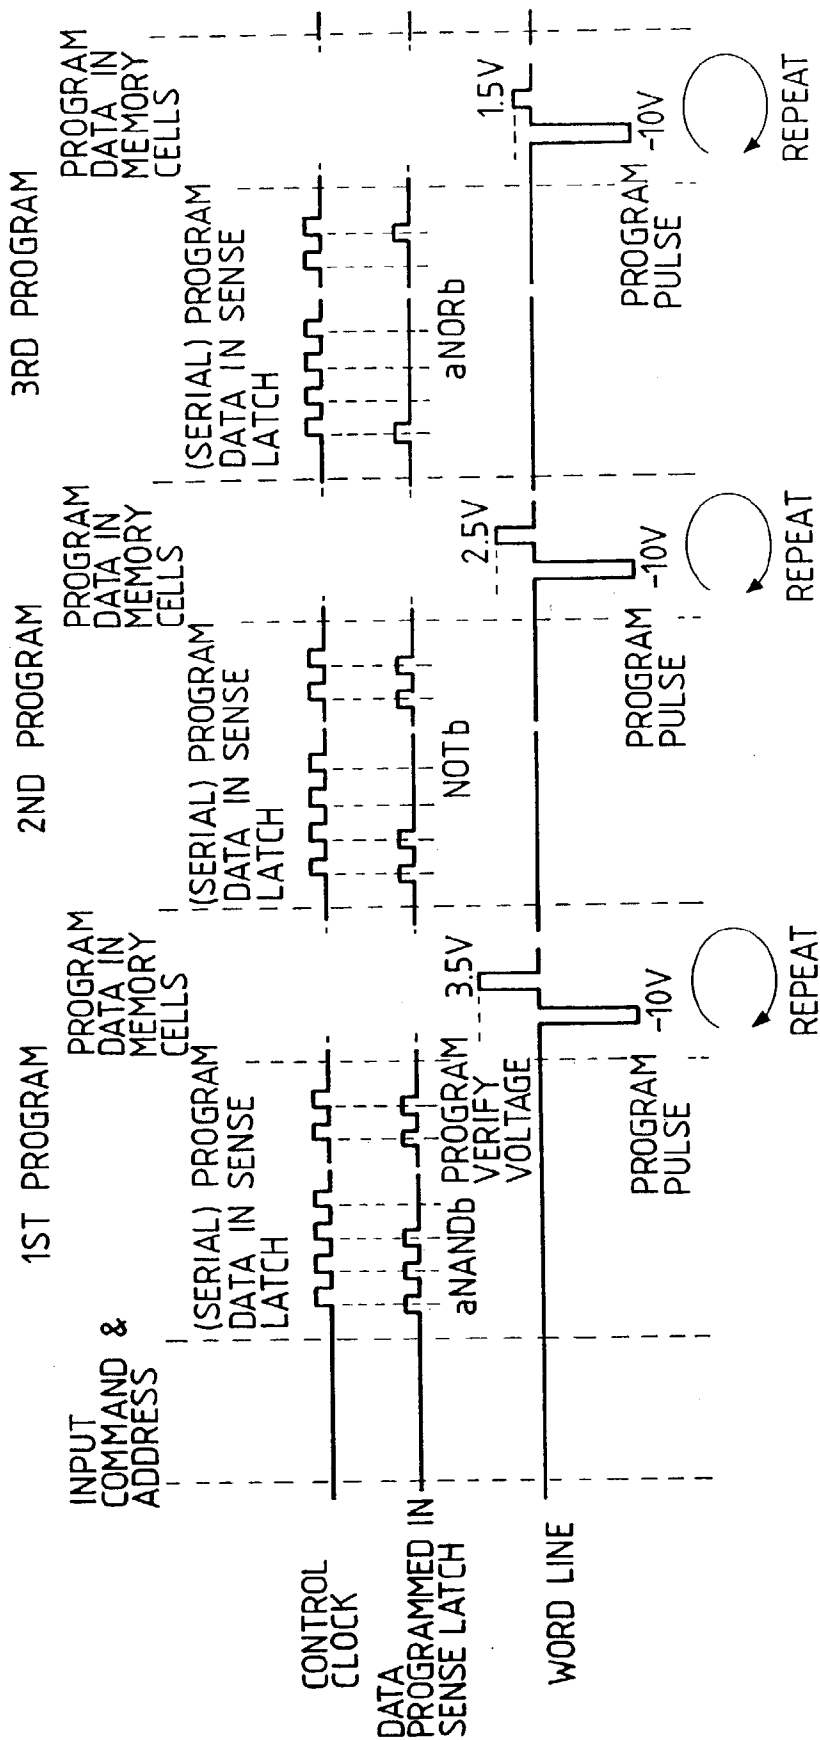 1ST PROGRAM
2ND PROGRAM
3RD PROGRAM
INPUT
COMMAND &
ADDRESS
(SERIAL) PROGRAM
DATA IN SENSE
LATCH
PROGRAM
DATA IN
MEMORY
CELLS
(SERIAL) PROGRAM
DATA IN SENSE
LATCH
PROGRAM
DATA IN
MEMORY
CELLS
(SERIAL) PROGRAM
DATA IN SENSE
LATCH
PROGRAM
DATA IN
MEMORY
CELLS
CONTROL
CLOCK
DATA
PROGRAMMED IN
SENSE LATCH
aNANDb
NOTb
aNORb
PROGRAM
VERIFY
VOLTAGE
3.5V
2.5V
1.5V
WORD LINE
-10V
-10V
-10V
PROGRAM
PULSE
PROGRAM
PULSE
PROGRAM
PULSE
REPEAT
REPEAT
REPEAT